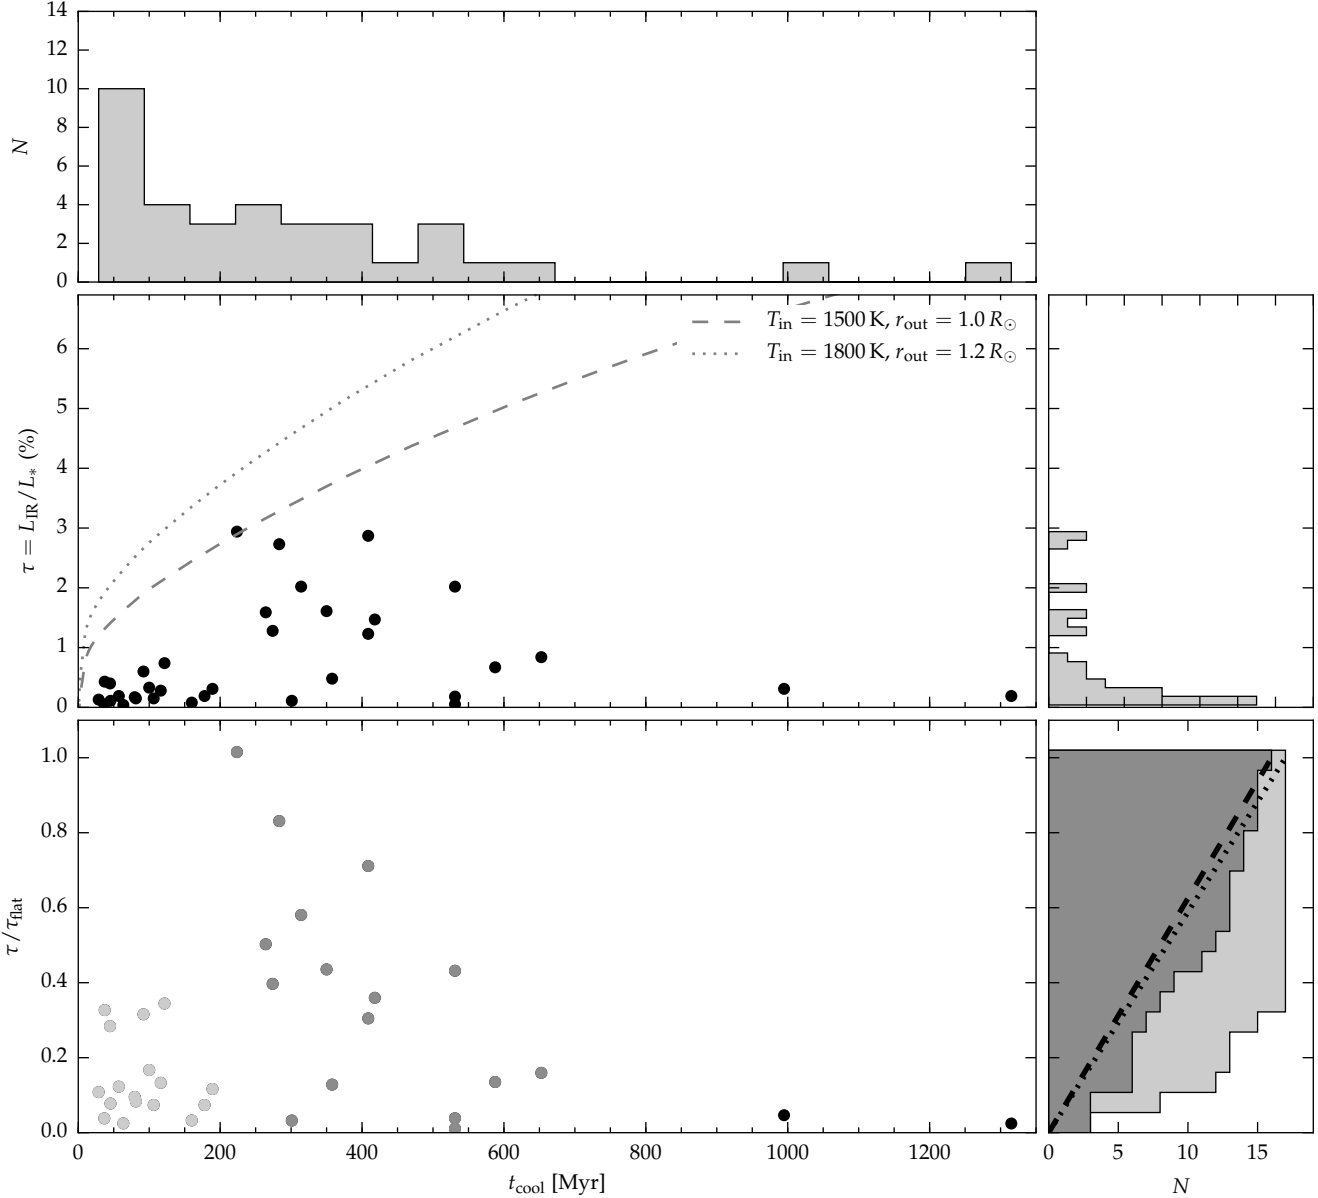 14
12
10
8
6
4
2
0
N
T_in = 1500 K, r_out = 1.0 R_⊙
T_in = 1800 K, r_out = 1.2 R_⊙
6
5
4
3
2
1
0
τ = L_IR/L_* (%)
1.0
0.8
0.6
0.4
0.2
0.0
τ/τ_flat
0 200 400 600 800 1000 1200
t_cool [Myr]
0 5 10 15
N